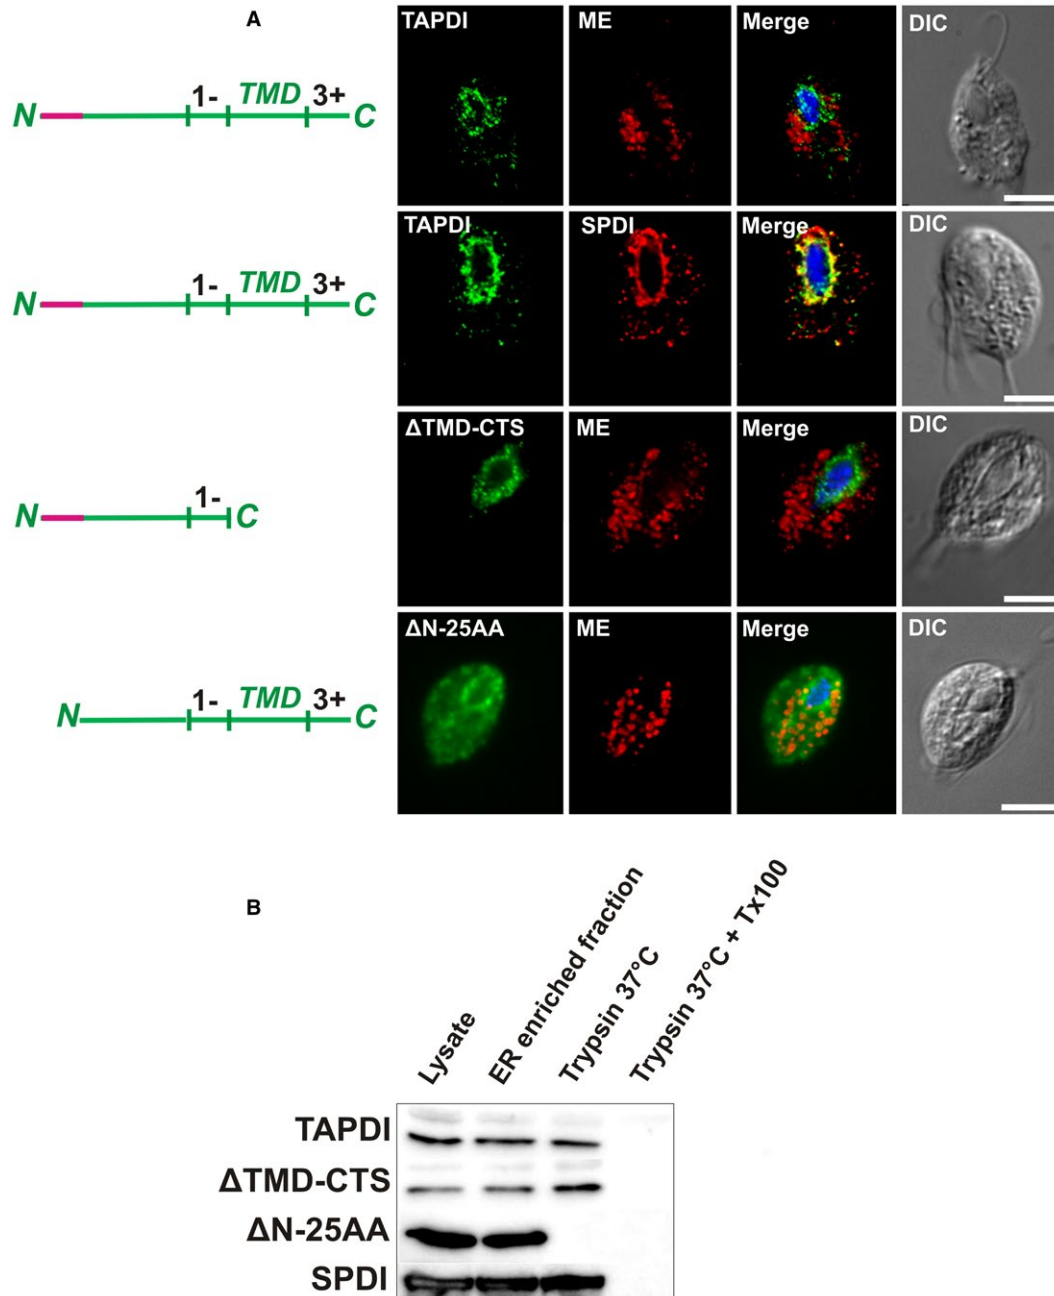 A
TAPDI ME Merge DIC
N 1- TMD 3+ C
TAPDI SPDI Merge DIC
N 1- TMD 3+ C
ΔTMD-CTS ME Merge DIC
N 1- C
ΔN-25AA ME Merge DIC
N 1- TMD 3+ C
B
Lysate
ER enriched fraction
Trypsin 37°C
Trypsin 37°C + Tx100
TAPDI
ΔTMD-CTS
ΔN-25AA
SPDI